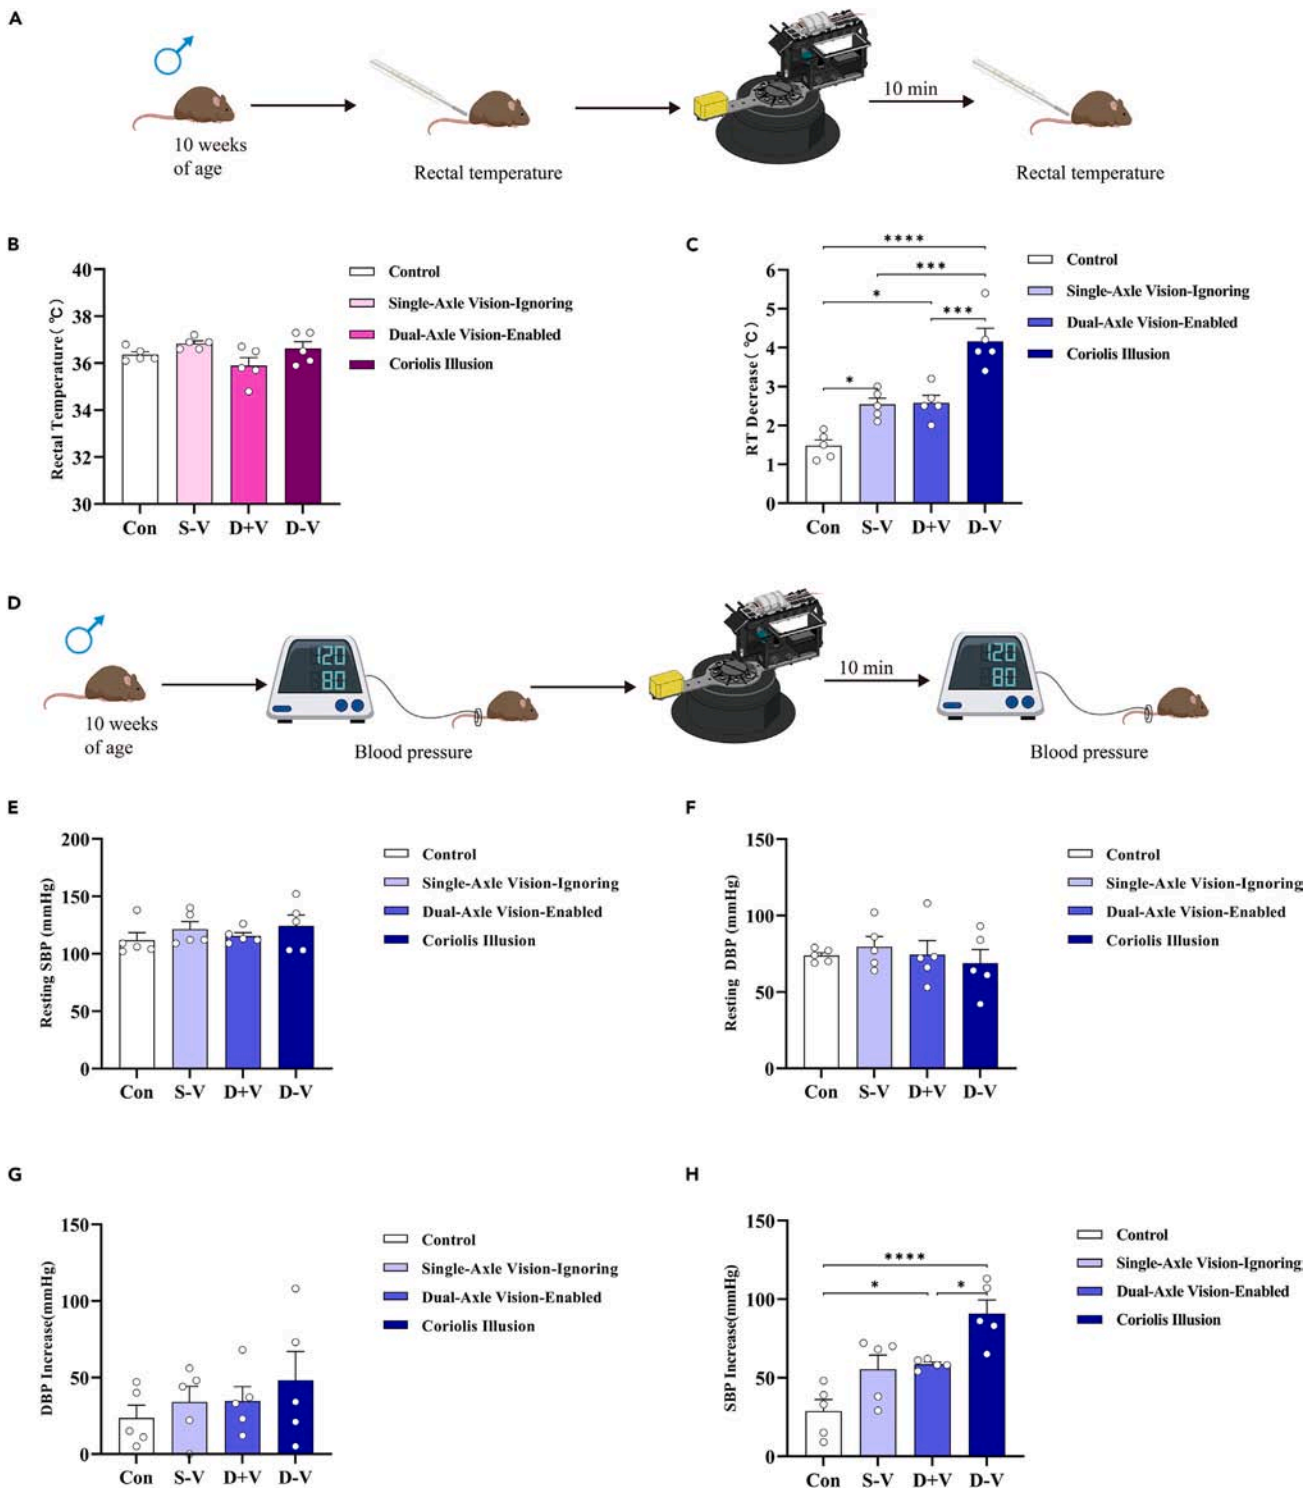 A
10 weeks
of age
Rectal temperature
10 min
Rectal temperature
B
Rectal Temperature(℃)
40
38
36
34
32
30
Con S-V D+V D-V
Control
Single-Axle Vision-Ignoring
Dual-Axle Vision-Enabled
Coriolis Illusion
C
RT Decrease(℃)
6
5
4
3
2
1
0
****
***
*
***
*
Con S-V D+V D-V
Control
Single-Axle Vision-Ignoring
Dual-Axle Vision-Enabled
Coriolis Illusion
D
10 weeks
of age
120
80
Blood pressure
10 min
120
80
Blood pressure
E
Resting SBP (mmHg)
200
150
100
50
0
Con S-V D+V D-V
Control
Single-Axle Vision-Ignoring
Dual-Axle Vision-Enabled
Coriolis Illusion
F
Resting DBP (mmHg)
150
100
50
0
Con S-V D+V D-V
Control
Single-Axle Vision-Ignoring
Dual-Axle Vision-Enabled
Coriolis Illusion
G
DBP Increase(mmHg)
150
100
50
0
Con S-V D+V D-V
Control
Single-Axle Vision-Ignoring
Dual-Axle Vision-Enabled
Coriolis Illusion
H
SBP Increase(mmHg)
150
100
50
0
****
*
*
Con S-V D+V D-V
Control
Single-Axle Vision-Ignoring
Dual-Axle Vision-Enabled
Coriolis Illusion